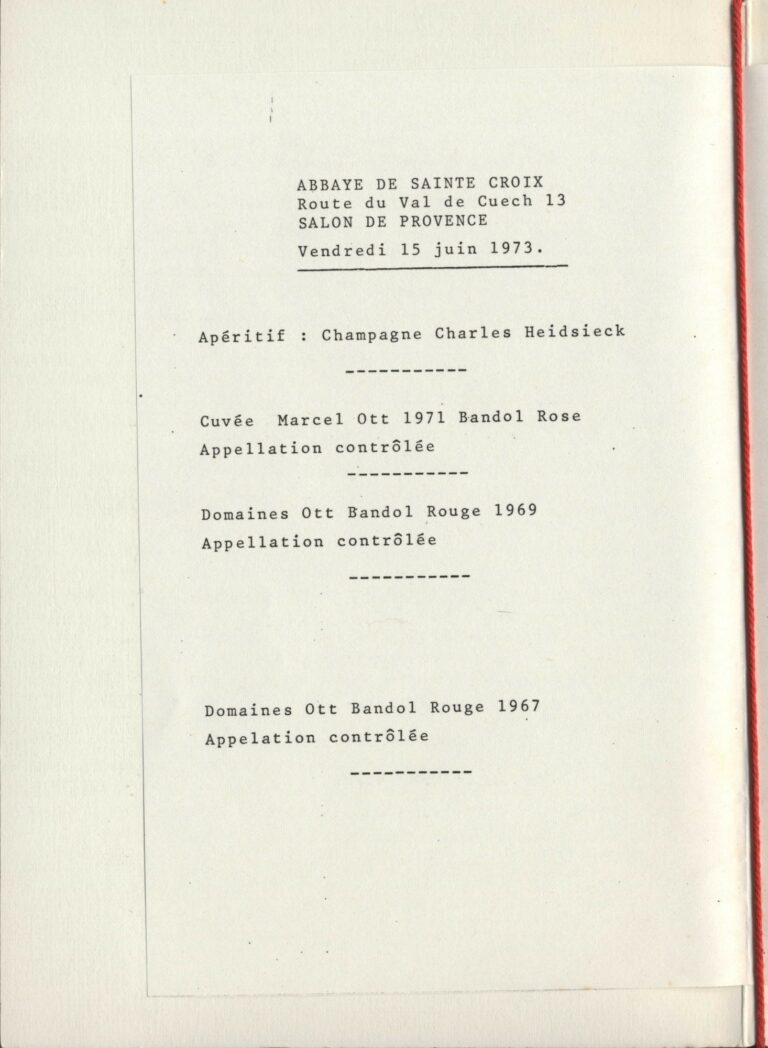 ABBAYE DE SAINTE CROIX
Route du Val de Cuech 13
SALON DE PROVENCE
Vendredi 15 juin 1973.
Apéritif : Champagne Charles Heidsieck
-----------
Cuvée Marcel Ott 1971 Bandol Rose
Appellation contrôlée
-----------
Domaines Ott Bandol Rouge 1969
Appellation contrôlée
-----------
Domaines Ott Bandol Rouge 1967
Appelation contrôlée
-----------